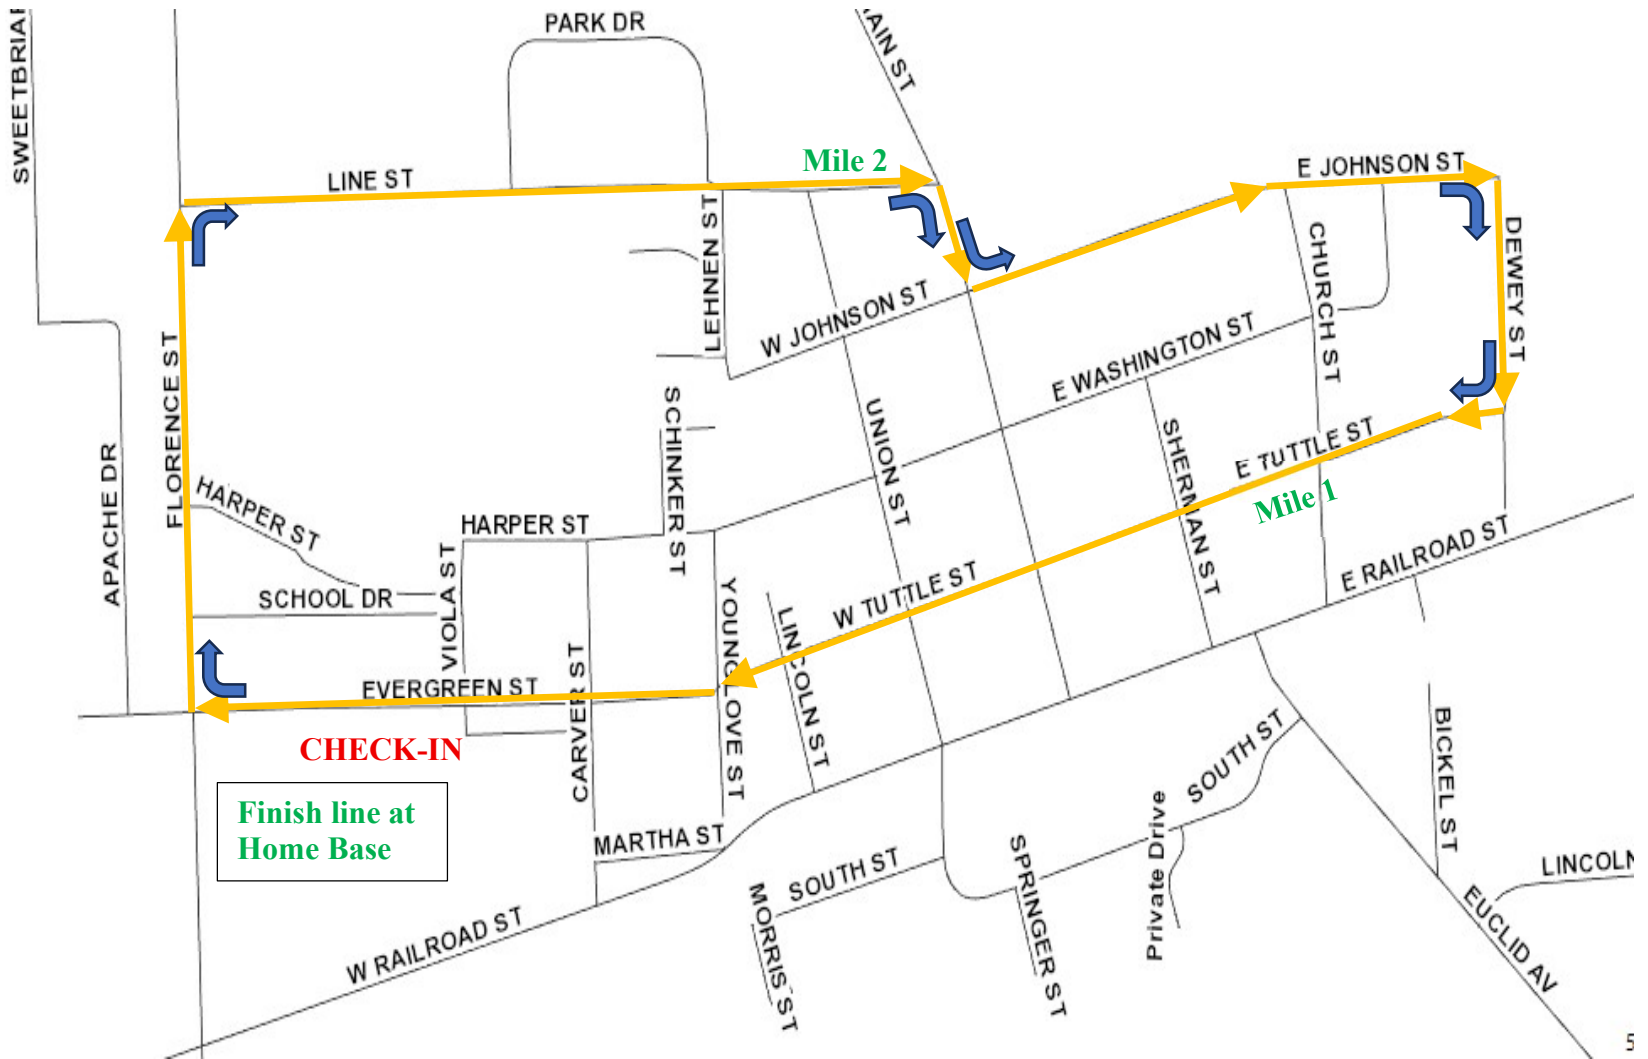 PARK DR
SWEETBRIAR
AIN ST
Mile 2
E JOHNSON ST
LINE ST
LEHNEN ST
CHURCH ST
DEWEY ST
W JOHNSON ST
E WASHINGTON ST
FLORENCE ST
SCHINKER ST
UNION ST
SHERMAN ST
E TUTTLE ST
Mile 1
APACHE DR
HARPER ST
HARPER ST
E RAILROAD ST
SCHOOL DR
VIOLA ST
YOUNGLOVE ST
LINCOLN ST
W TUTTLE ST
EVERGREEN ST
CARVER ST
CHECK-IN
Finish line at
Home Base
MARTHA ST
SOUTH ST
SOUTH ST
BICKEL ST
Private Drive
SPRINGER ST
MORRIS ST
W RAILROAD ST
LINCOLN
EUCLID AV
5